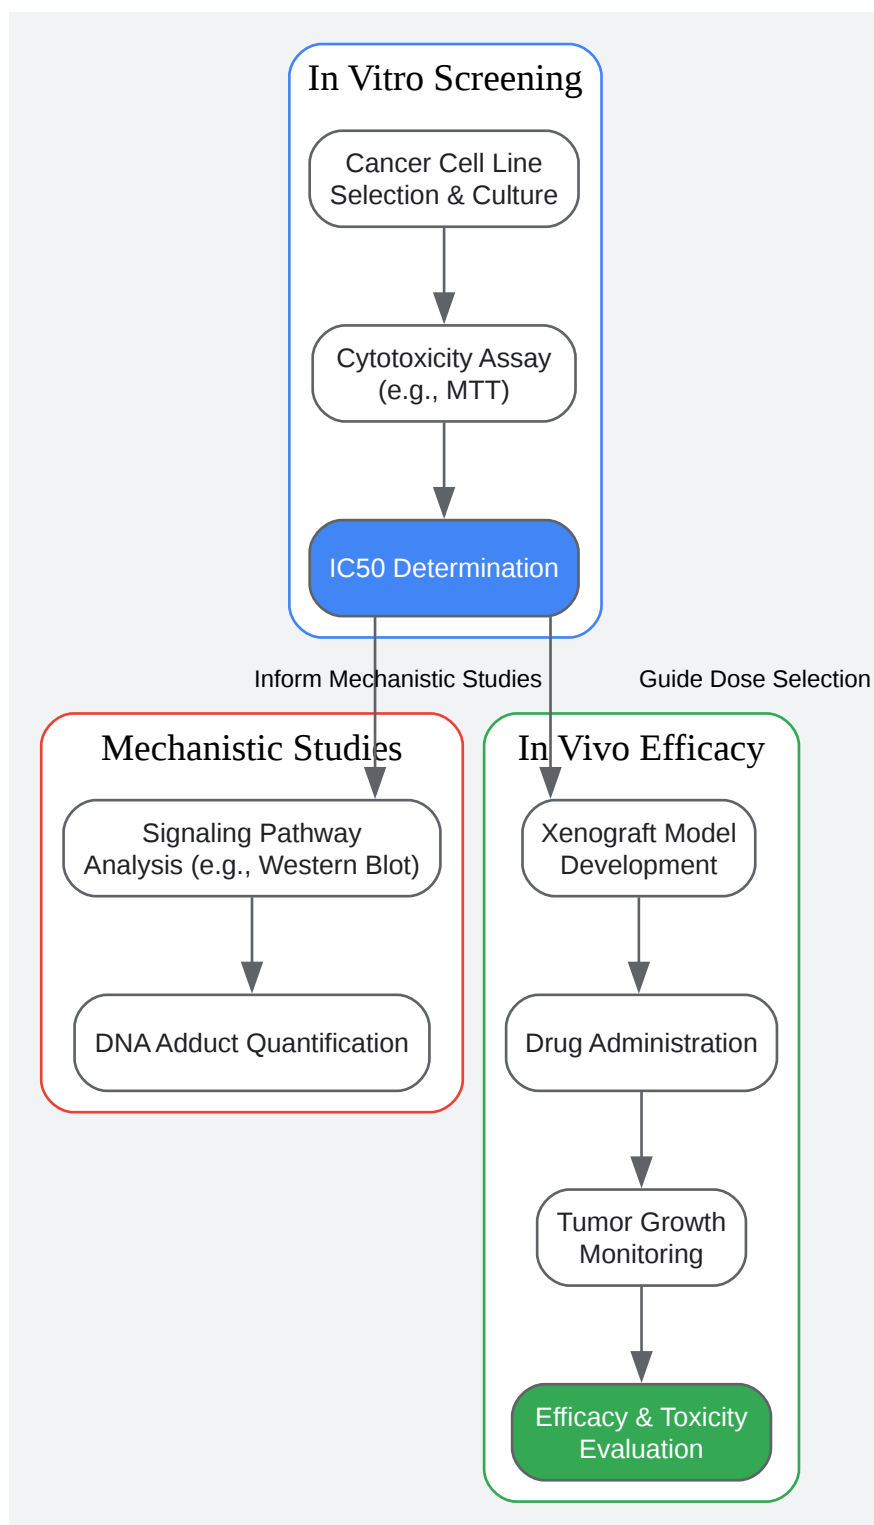 In Vitro Screening
Cancer Cell Line
Selection & Culture
Cytotoxicity Assay
(e.g., MTT)
IC50 Determination
Inform Mechanistic Studies
Guide Dose Selection
Mechanistic Studies
Signaling Pathway
Analysis (e.g., Western Blot)
DNA Adduct Quantification
In Vivo Efficacy
Xenograft Model
Development
Drug Administration
Tumor Growth
Monitoring
Efficacy & Toxicity
Evaluation